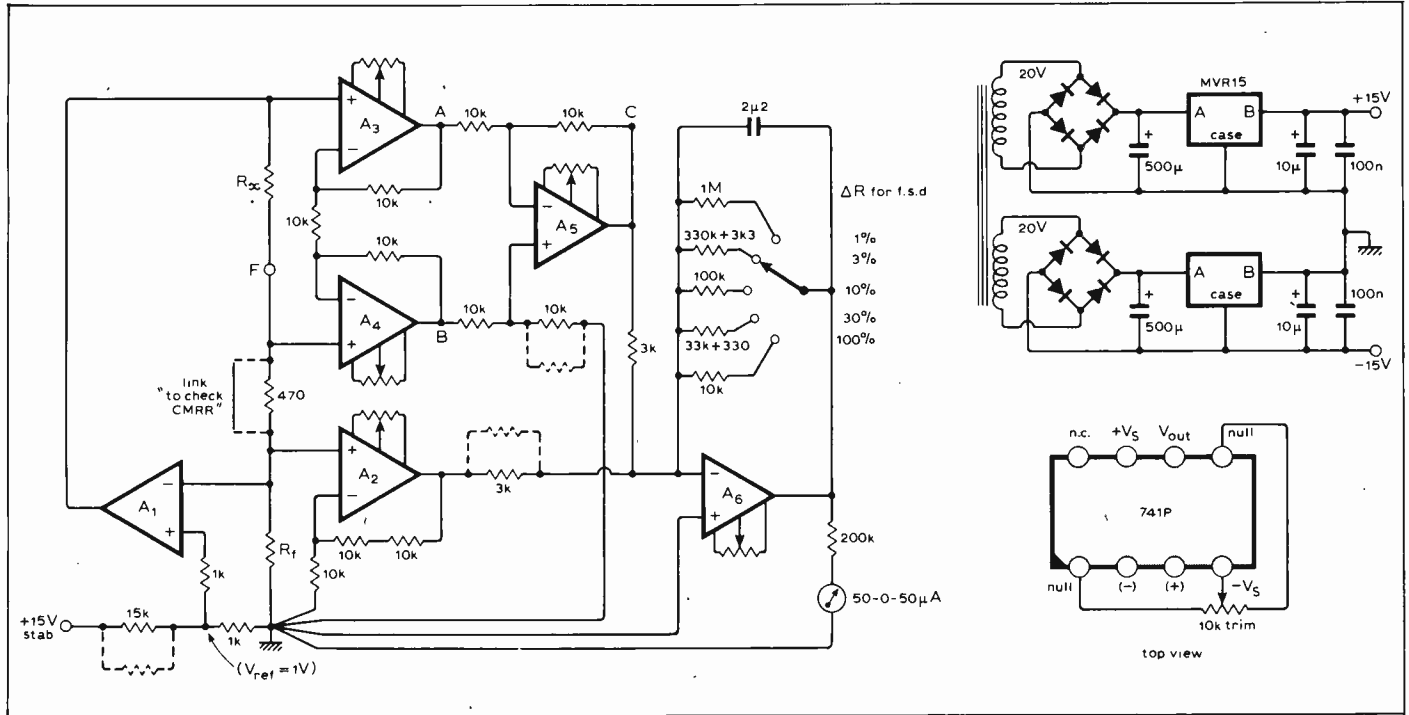 A3
+
−
A
10k
10k
C
Rx
10k
10k
10k
−
+
A5
F
−
+
A4
B
10k
10k
3k
link
"to check
CMRR"
470
A1
−
+
+
−
A2
3k
Rf
1k
10k
10k
10k
+15V
stab
15k
1k
(Vref = 1V)
2µ2
ΔR for f.s.d
1M
1%
330k+3k3
3%
100k
10%
30%
33k+330
100%
10k
−
+
A6
200k
50-0-50µA
20V
MVR15
A
B
case
+
500µ
+
10µ
100n
+15V
20V
A
B
case
+
500µ
+
10µ
100n
−15V
n.c.
+VS
Vout
null
741P
null
(−)
(+)
−VS
10k trim
top view